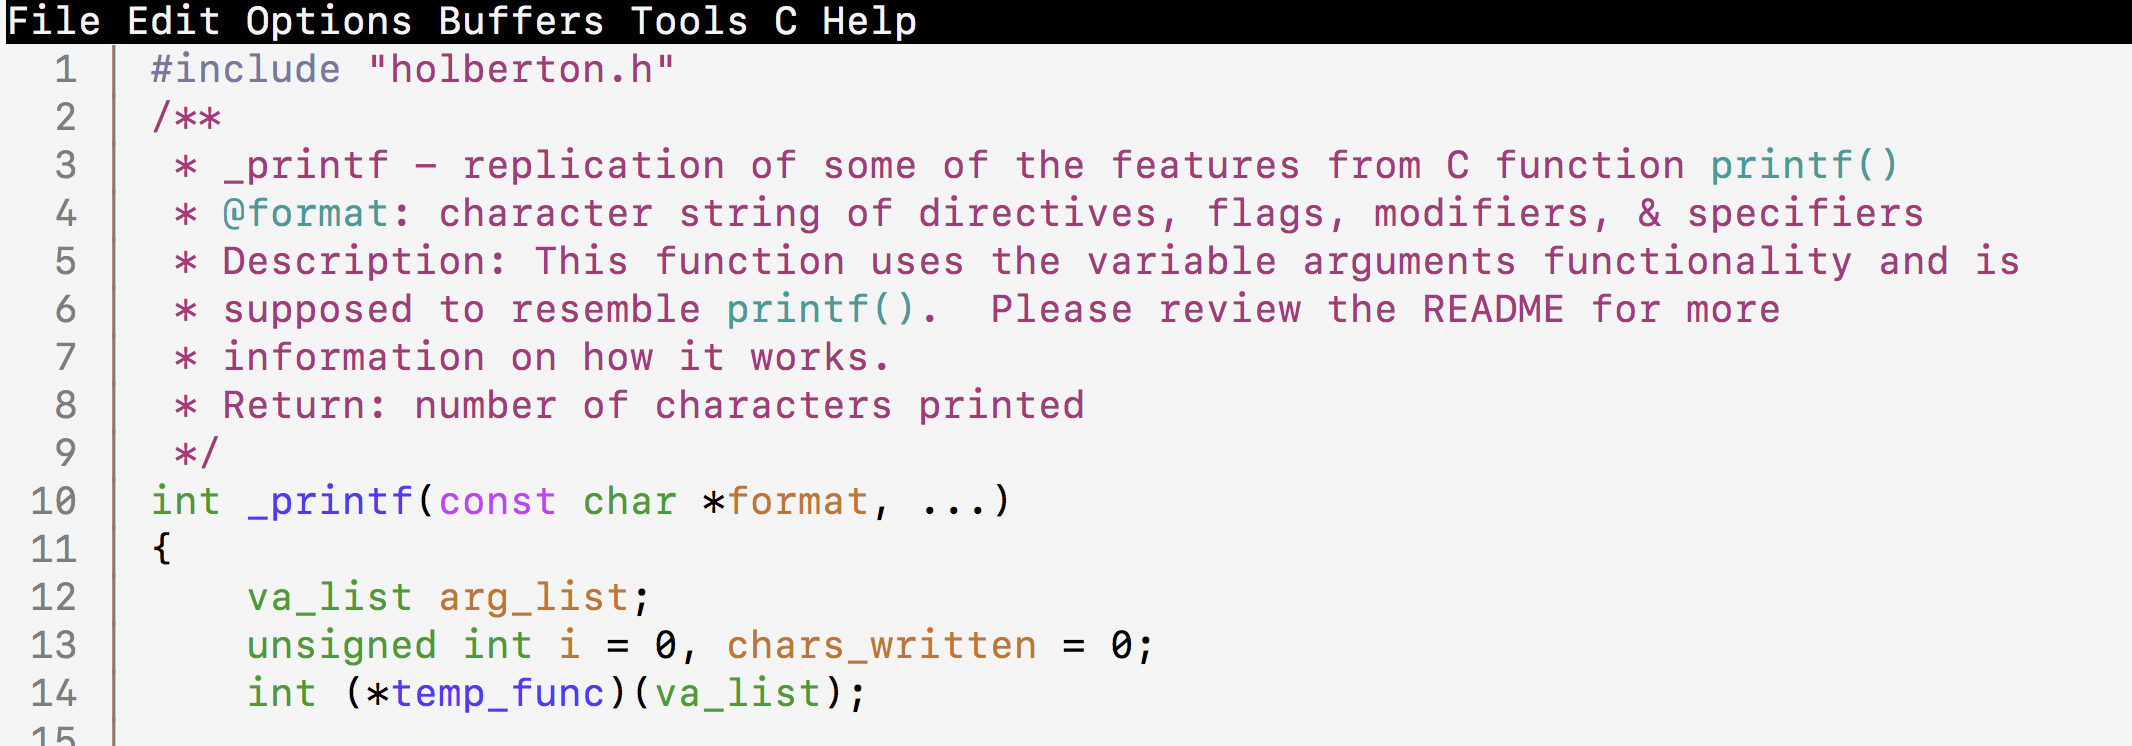 File Edit Options Buffers Tools C Help
1 #include "holberton.h"
2 /**
3  * _printf - replication of some of the features from C function printf()
4  * @format: character string of directives, flags, modifiers, & specifiers
5  * Description: This function uses the variable arguments functionality and is
6  * supposed to resemble printf().  Please review the README for more
7  * information on how it works.
8  * Return: number of characters printed
9  */
10 int _printf(const char *format, ...)
11 {
12     va_list arg_list;
13     unsigned int i = 0, chars_written = 0;
14     int (*temp_func)(va_list);
15